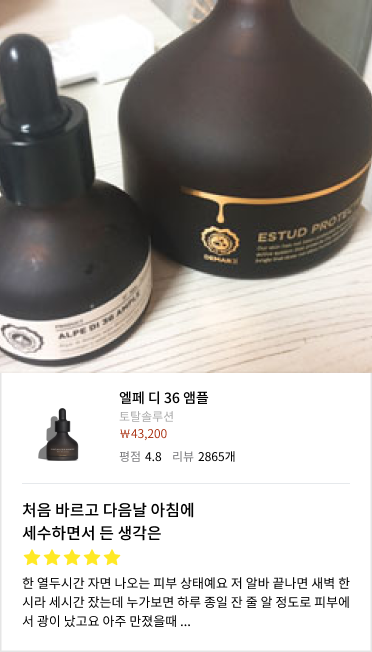 ESTUD PROTEC
DEMAR
ALPE DI 36 AMPLE
엘페 디 36 앰플
토탈솔루션
₩43,200
평점 4.8 리뷰 2865개
처음 바르고 다음날 아침에
세수하면서 든 생각은
한 열두시간 자면 나오는 피부 상태예요 저 알바 끝나면 새벽 한
시라 세시간 잤는데 누가보면 하루 종일 잔 줄 알 정도로 피부에
서 광이 났고요 아주 만졌을때 ...